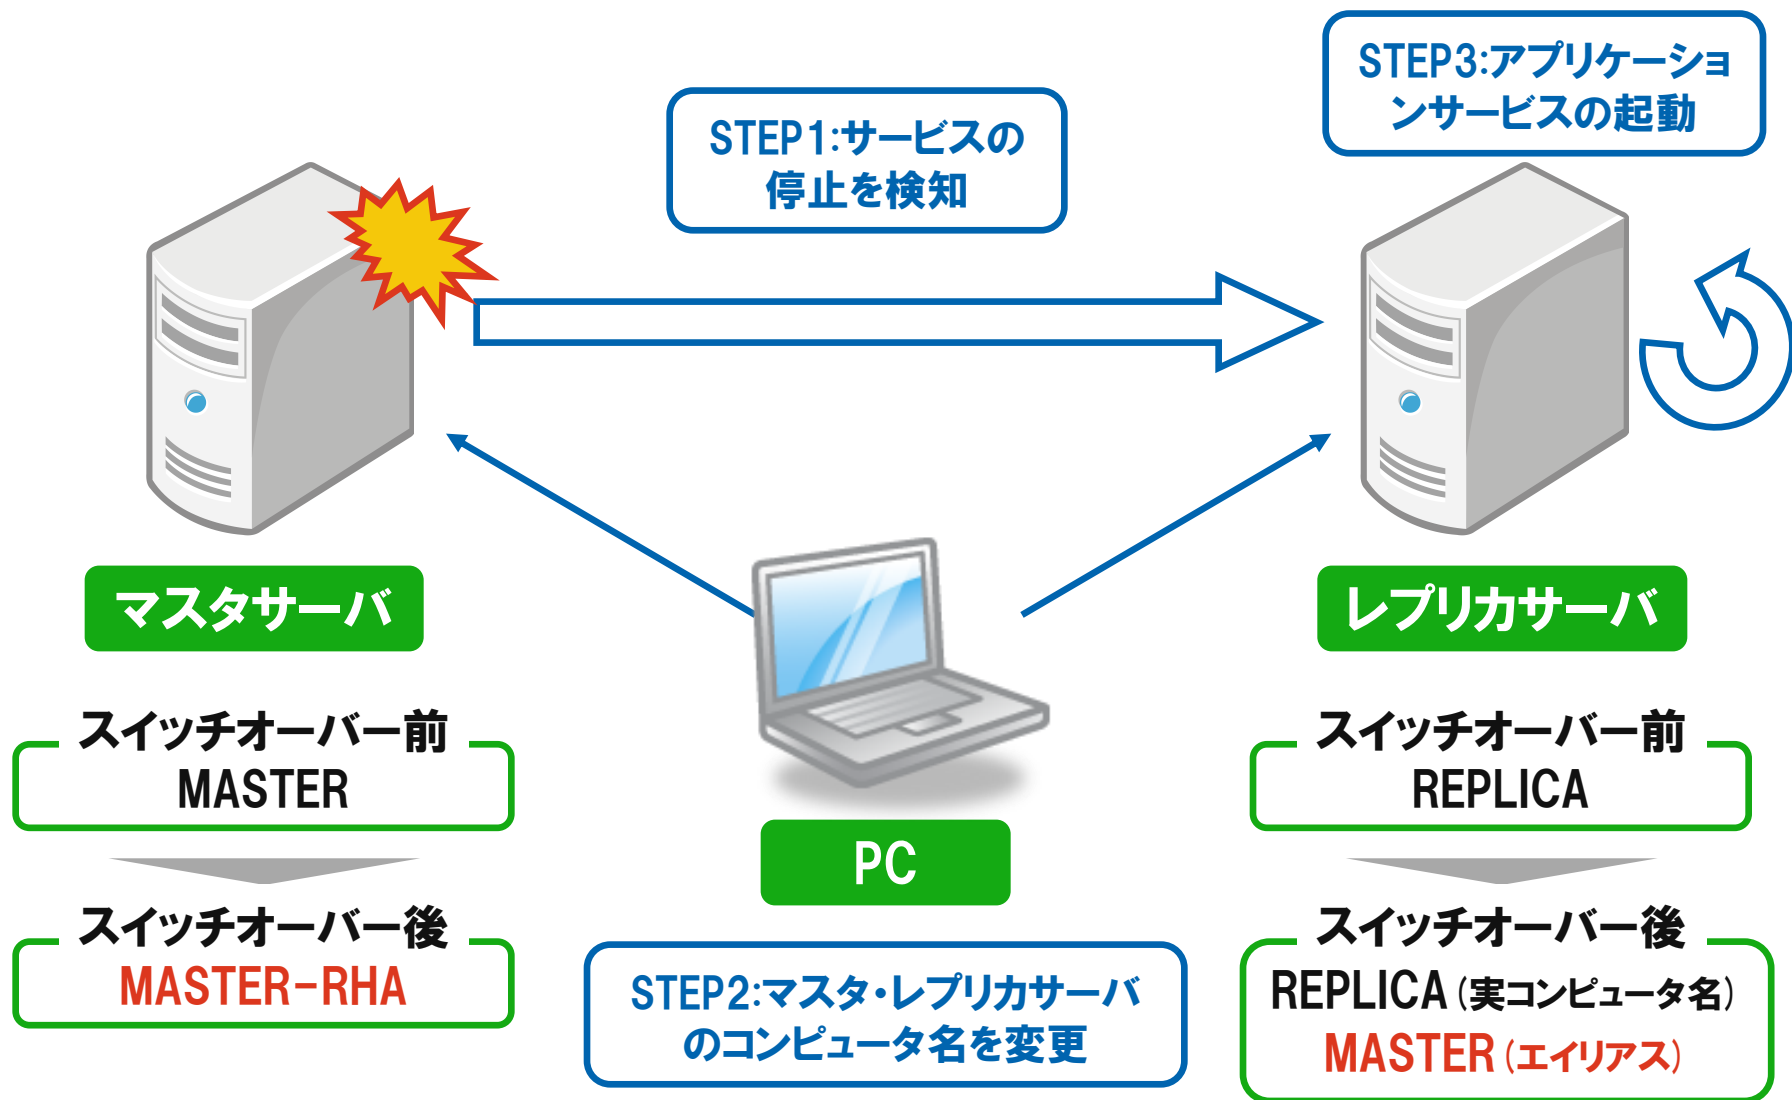 STEP1:サービスの
停止を検知
STEP3:アプリケーショ
ンサービスの起動
マスタサーバ
レプリカサーバ
スイッチオーバー前
MASTER
スイッチオーバー後
MASTER-RHA
PC
STEP2:マスタ・レプリカサーバ
のコンピュータ名を変更
スイッチオーバー前
REPLICA
スイッチオーバー後
REPLICA(実コンピュータ名)
MASTER(エイリアス)